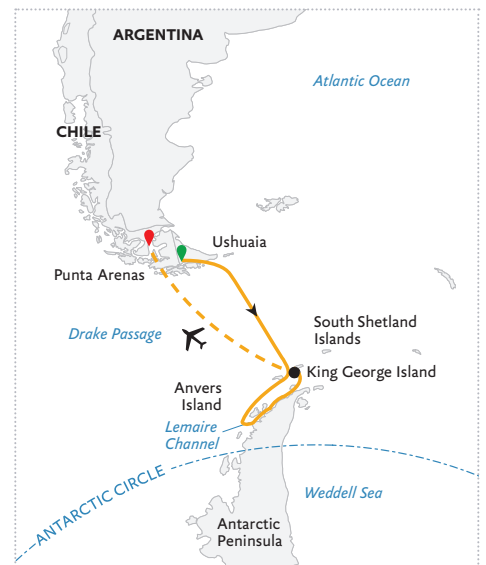 ARGENTINA
Atlantic Ocean
CHILE
Ushuaia
Punta Arenas
South Shetland
Islands
Drake Passage
King George Island
Anvers
Island
Lemaire
Channel
ANTARCTIC CIRCLE
Weddell Sea
Antarctic
Peninsula